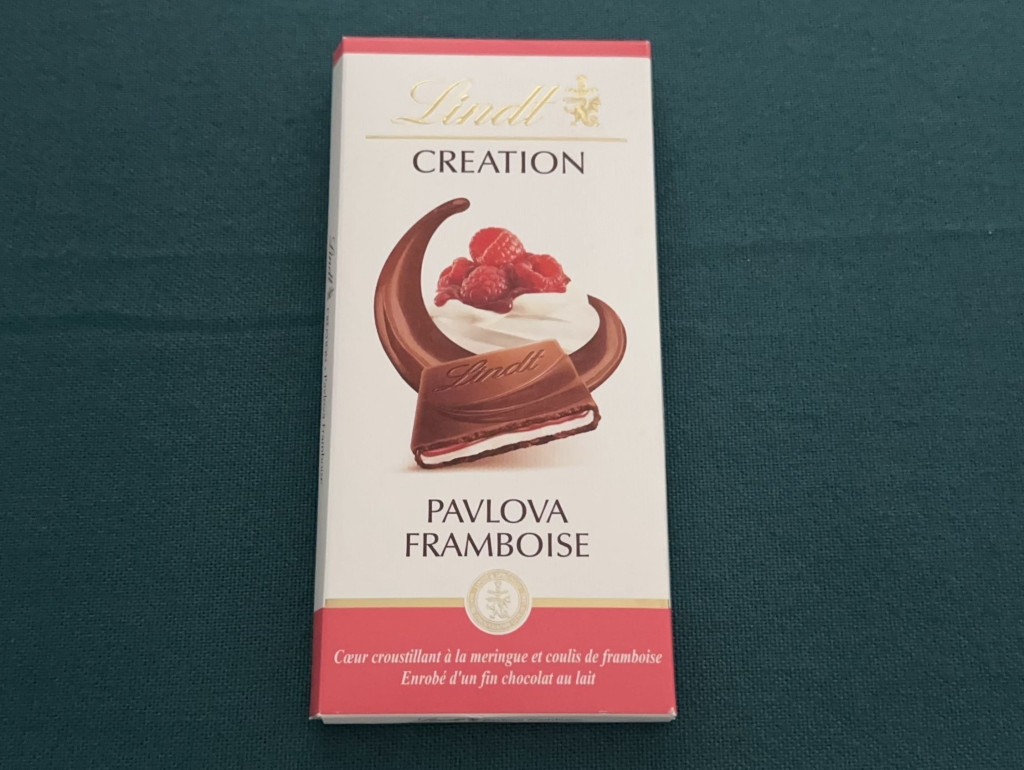 Lindt
CREATION
Lindt
PAVLOVA
FRAMBOISE
Cœur croustillant à la meringue et coulis de framboise
Enrobé d'un fin chocolat au lait